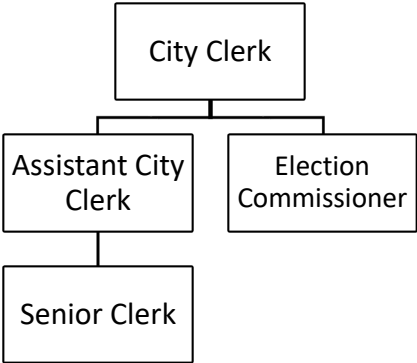 City Clerk
Assistant City
Clerk
Election
Commissioner
Senior Clerk